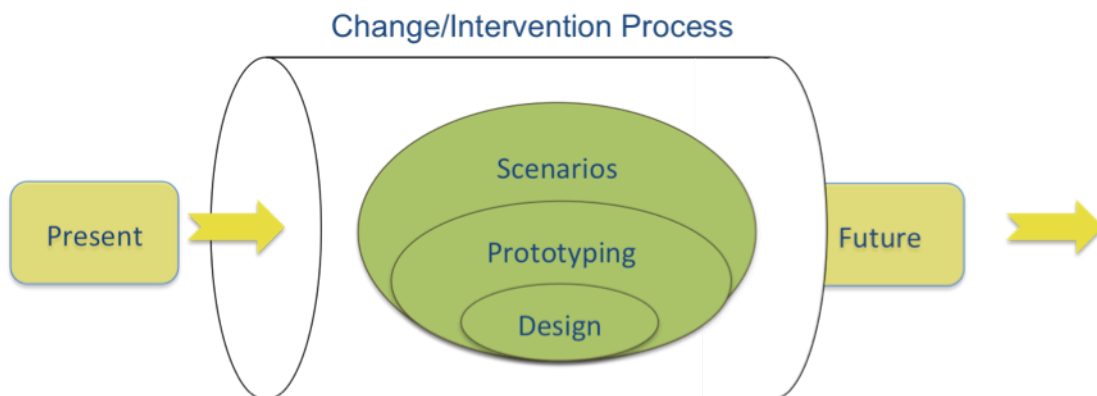 Change/Intervention Process
Scenarios
Present
Prototyping
Future
Design